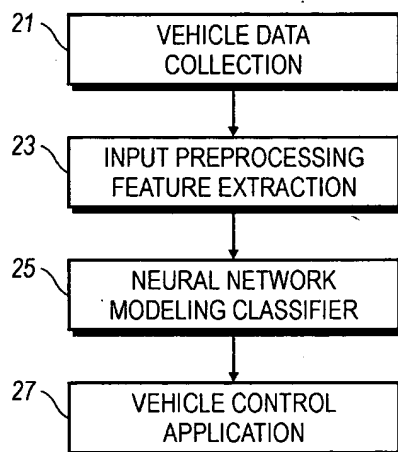 21
VEHICLE DATA
COLLECTION
23
INPUT PREPROCESSING
FEATURE EXTRACTION
25
NEURAL NETWORK
MODELING CLASSIFIER
27
VEHICLE CONTROL
APPLICATION